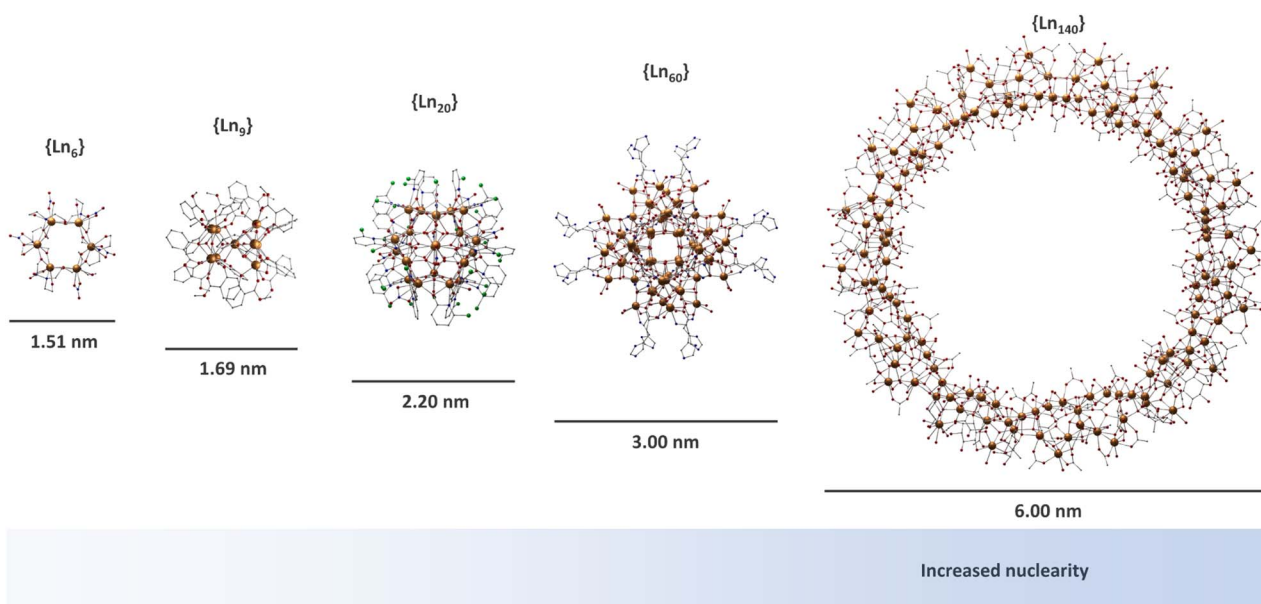 {Ln₆}
1.51 nm
{Ln₉}
1.69 nm
{Ln₂₀}
2.20 nm
{Ln₆₀}
3.00 nm
{Ln₁₄₀}
6.00 nm
Increased nuclearity